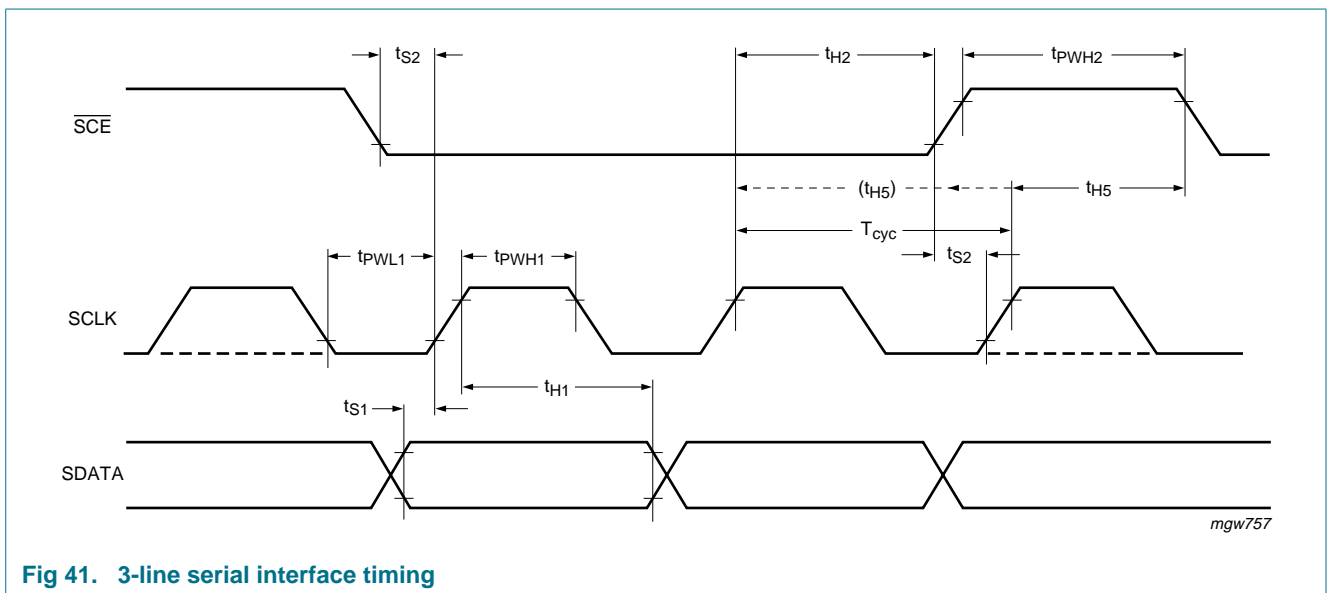 tS2
tH2
tPWH2
SCE
(tH5)
tH5
Tcyc
tPWL1
tPWH1
tS2
SCLK
tH1
tS1
SDATA
mgw757
Fig 41. 3-line serial interface timing